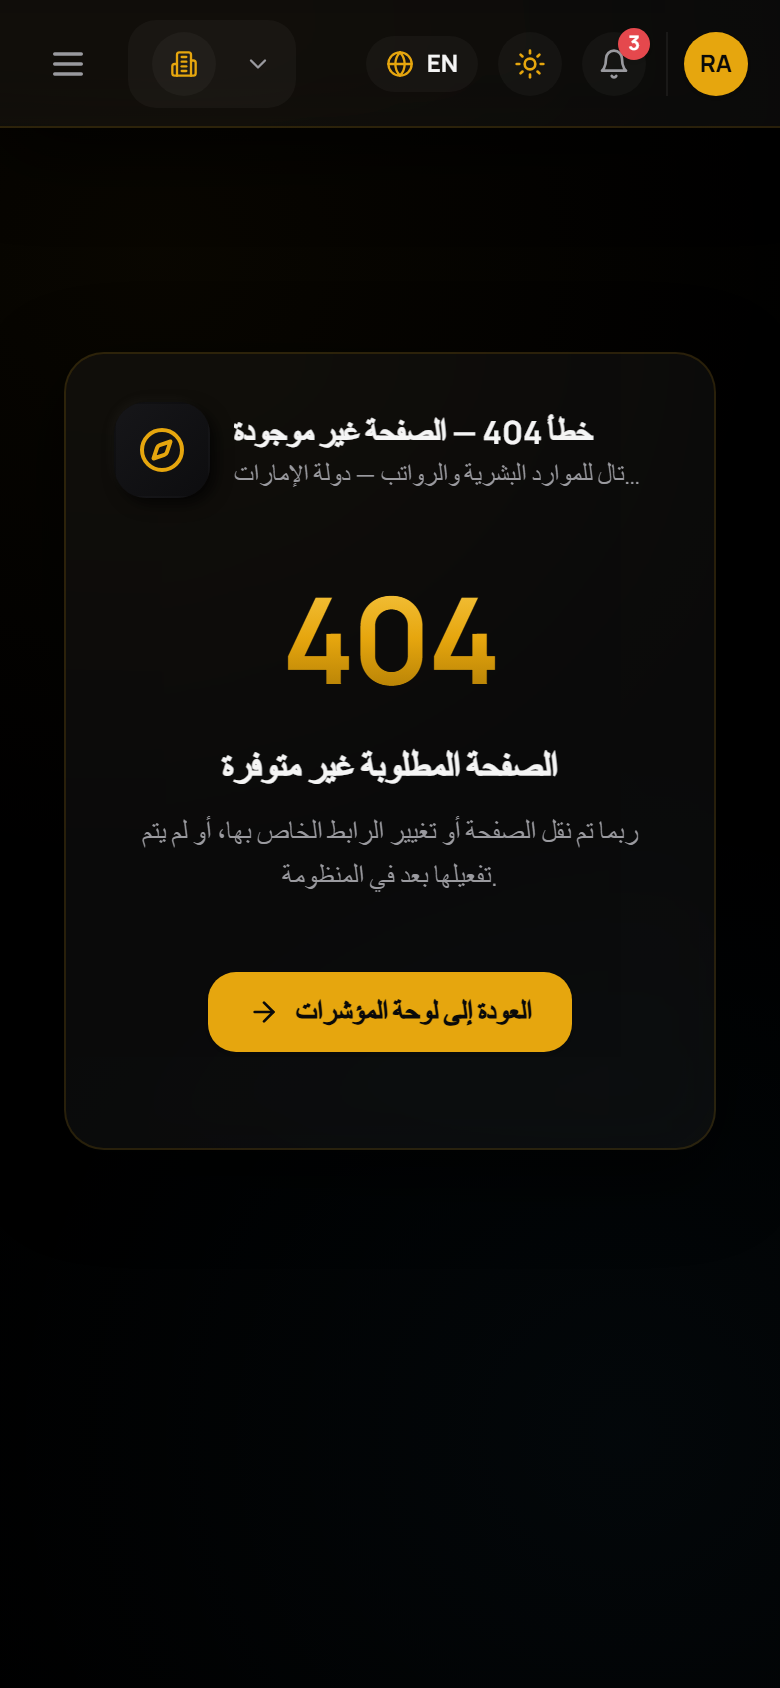 EN
3
RA
خطأ 404 — الصفحة غير موجودة
...تال للموارد البشرية والرواتب — دولة الإمارات
404
الصفحة المطلوبة غير متوفرة
ربما تم نقل الصفحة أو تغيير الرابط الخاص بها، أو لم يتم
تفعيلها بعد في المنظومة.
العودة إلى لوحة المؤشرات